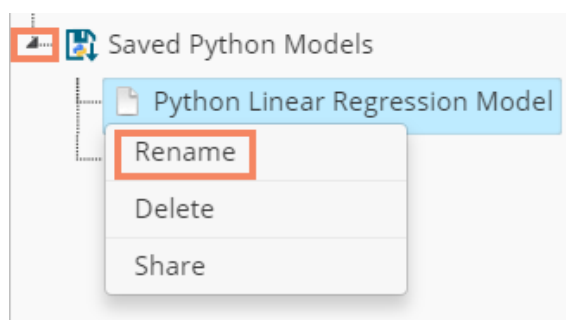 Saved Python Models
Python Linear Regression Model
Rename
Delete
Share